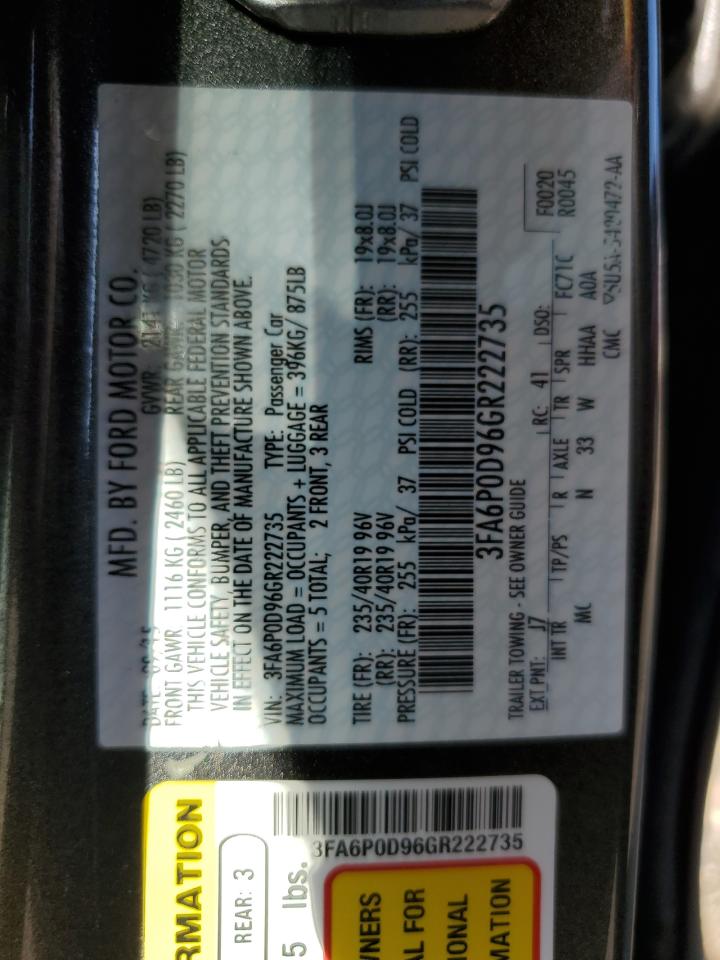 MFD. BY FORD MOTOR CO.
DATE: GVWR: KG ( 4720 LB)
FRONT GAWR 1116 KG ( 2460 LB) REAR KG ( 2270 LB)
THIS VEHICLE CONFORMS TO ALL APPLICABLE FEDERAL MOTOR
VEHICLE SAFETY, BUMPER, AND THEFT PREVENTION STANDARDS
IN EFFECT ON THE DATE OF MANUFACTURE SHOWN ABOVE.
VIN: 3FA6P0D96GR222735 TYPE: Passenger Car
MAXIMUM LOAD = OCCUPANTS + LUGGAGE = 396KG/ 875LB
OCCUPANTS = 5 TOTAL; 2 FRONT, 3 REAR
TIRE (FR): 235/40R19 96V RIMS (FR): 19x8.0J
(RR): 235/40R19 96V (RR): 19x8.0J
PRESSURE (FR): 255 kPa/ 37 PSI COLD (RR): 255 kPa/ 37 PSI COLD
3FA6P0D96GR222735
TRAILER TOWING - SEE OWNER GUIDE
EXT PNT: J7 RC: 41 DSO: F0020
INT TR TP/PS R AXLE TR SPR FC71C R0045
MC N 33 W HHAA A0A
CMC
RMATION
REAR: 3
5 lbs.
3FA6P0D96GR222735
WNERS
AL FOR
IONAL
MATION